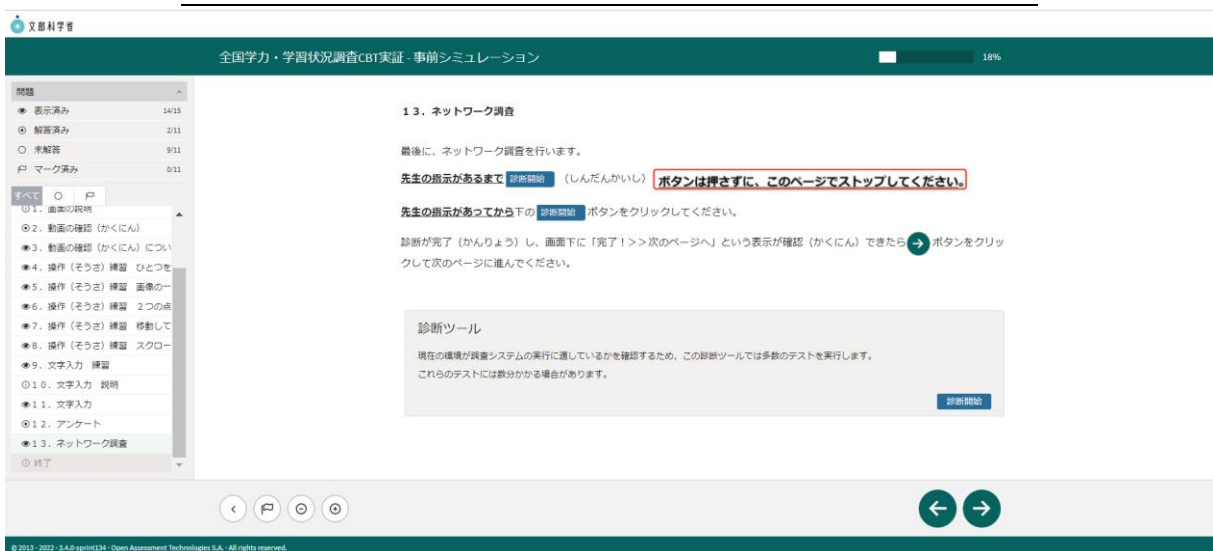 文部科学省
全国学力・学習状況調査CBT実証 - 事前シミュレーション
18%
問題
表示済み 14/15
解答済み 2/11
未解答 9/11
マーク済み 0/11
すべて
1. 画面の説明
2. 動画の確認(かくにん)
3. 動画の確認(かくにん)につい
4. 操作(そうさ)練習 ひとつを
5. 操作(そうさ)練習 画像の一
6. 操作(そうさ)練習 2つの点
7. 操作(そうさ)練習 移動して
8. 操作(そうさ)練習 スクロー
9. 文字入力 練習
10. 文字入力 説明
11. 文字入力
12. アンケート
13. ネットワーク調査
終了
13. ネットワーク調査
最後に、ネットワーク調査を行います。
先生の指示があるまで 診断開始 (しんだんかいし) ボタンは押さずに、このページでストップしてください。
先生の指示があってから下の 診断開始 ボタンをクリックしてください。
診断が完了(かんりょう)し、画面下に「完了!>>次のページへ」という表示が確認(かくにん)できたら → ボタンをクリッ
クして次のページに進んでください。
診断ツール
現在の環境が調査システムの実行に適しているかを確認するため,この診断ツールでは多数のテストを実行します。
これらのテストには数分かかる場合があります。
診断開始
© 2013 - 2022 · 3.4.0-sprint134 · Open Assessment Technologies S.A. · All rights reserved.